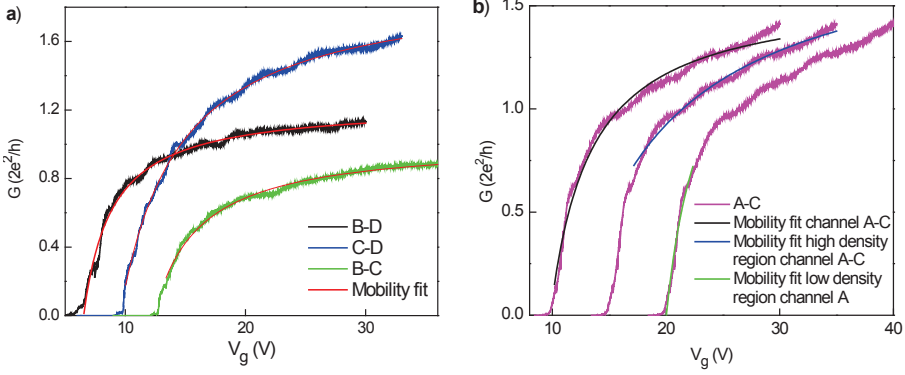 a)
G (2e²/h)
1.6
1.2
0.8
0.4
0.0
10
20
30
Vg (V)
B-D
C-D
B-C
Mobility fit
b)
G (2e²/h)
1.5
1.0
0.5
0.0
10
20
30
40
Vg (V)
A-C
Mobility fit channel A-C
Mobility fit high density
region channel A-C
Mobility fit low density
region channel A